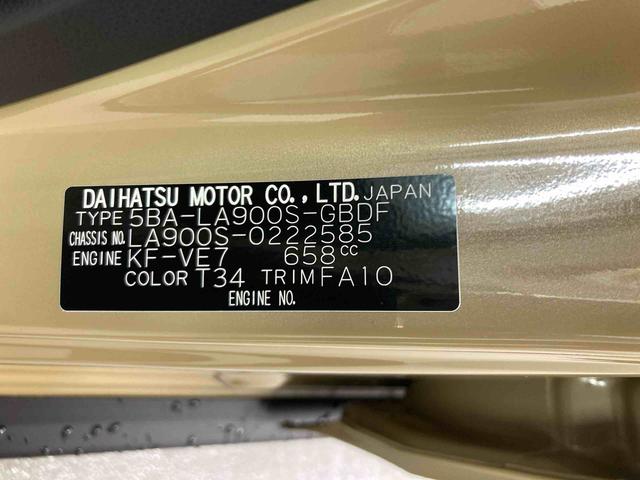 DAIHATSU MOTOR CO., LTD. JAPAN
TYPE 5BA-LA900S-GBDF
CHASSIS NO. LA900S-0222585
ENGINE KF-VE7 658cc
COLOR T34 TRIM FA10
ENGINE NO.